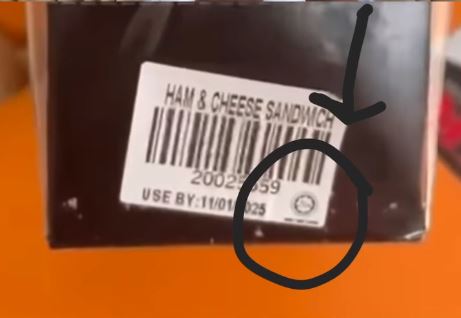 HAM & CHEESE SANDWICH
USE BY:11/01/2025